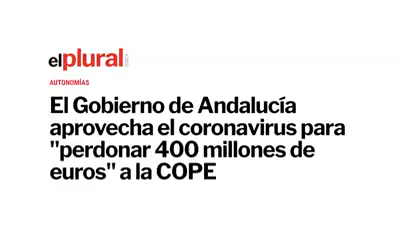 elplural
AUTONOMÍAS
El Gobierno de Andalucía
aprovecha el coronavirus para
"perdonar 400 millones de
euros" a la COPE